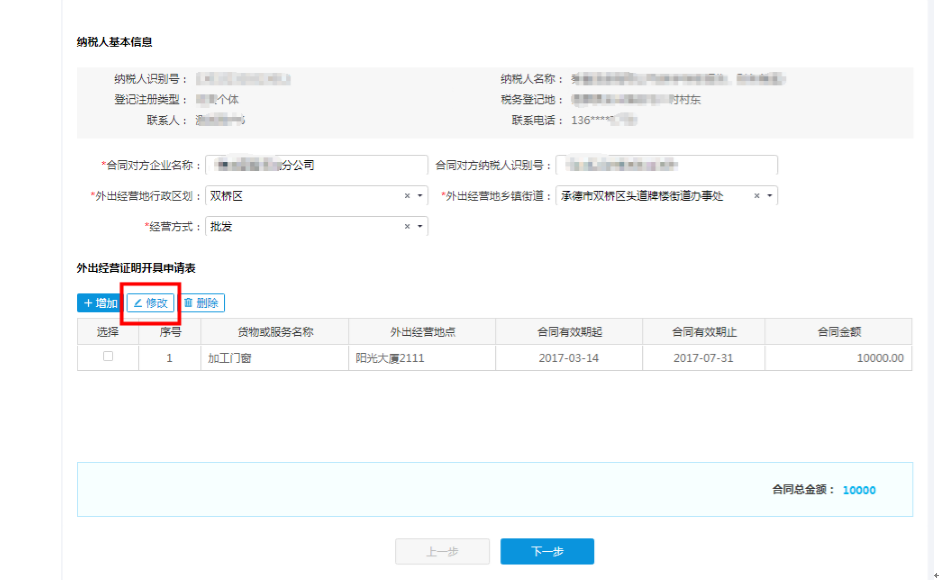 纳税人基本信息
纳税人识别号： 纳税人名称：
登记注册类型： 个体 税务登记地： 村东
联系人： 联系电话： 136****
*合同对方企业名称： 分公司 合同对方纳税人识别号：
*外出经营地行政区划： 双桥区 × *外出经营地乡镇街道： 承德市双桥区头道牌楼街道办事处 ×
*经营方式： 批发 ×
外出经营证明开具申请表
+ 增加 修改 删除
选择 序号 货物或服务名称 外出经营地点 合同有效期起 合同有效期止 合同金额
1 加工门窗 阳光大厦2111 2017-03-14 2017-07-31 10000.00
合同总金额： 10000
上一步 下一步